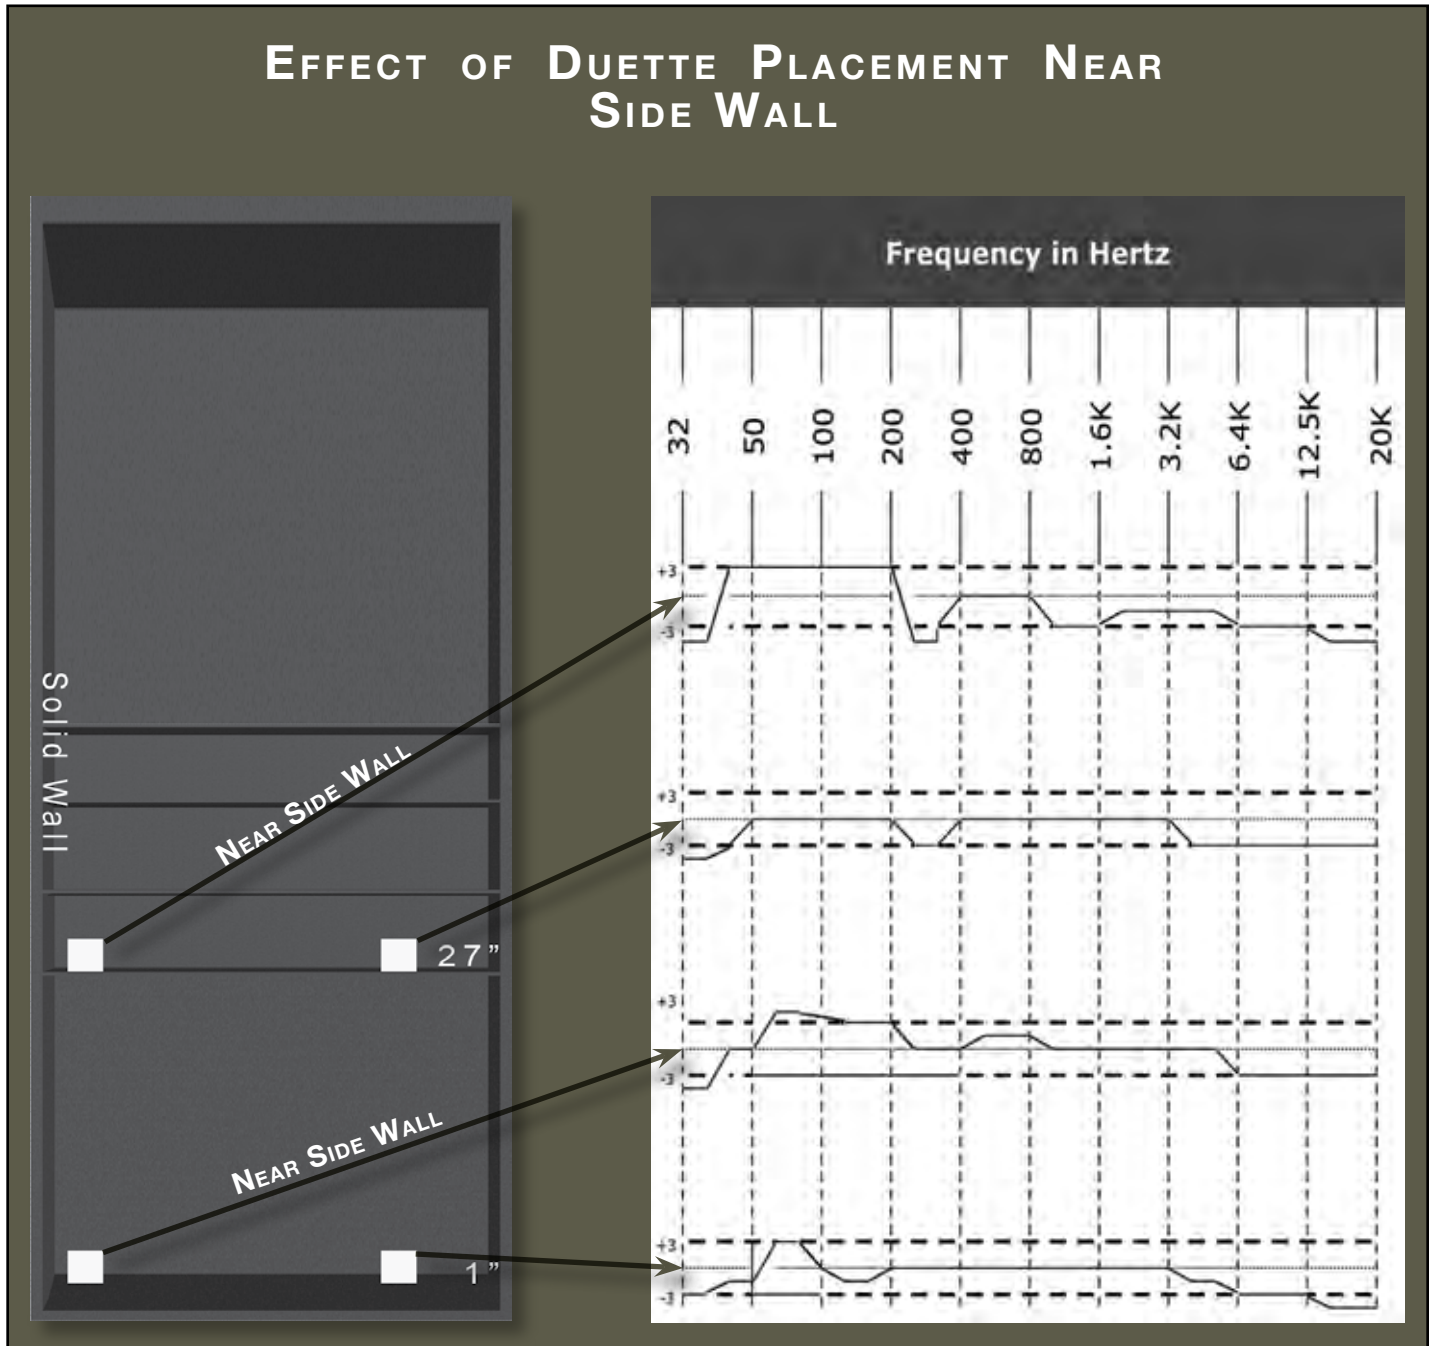 Effect of Duette Placement Near
Side Wall
Solid Wall
Near Side Wall
27”
Near Side Wall
1”
Frequency in Hertz
32 50 100 200 400 800 1.6K 3.2K 6.4K 12.5K 20K
+3
-3
+3
-3
+3
-3
+3
-3